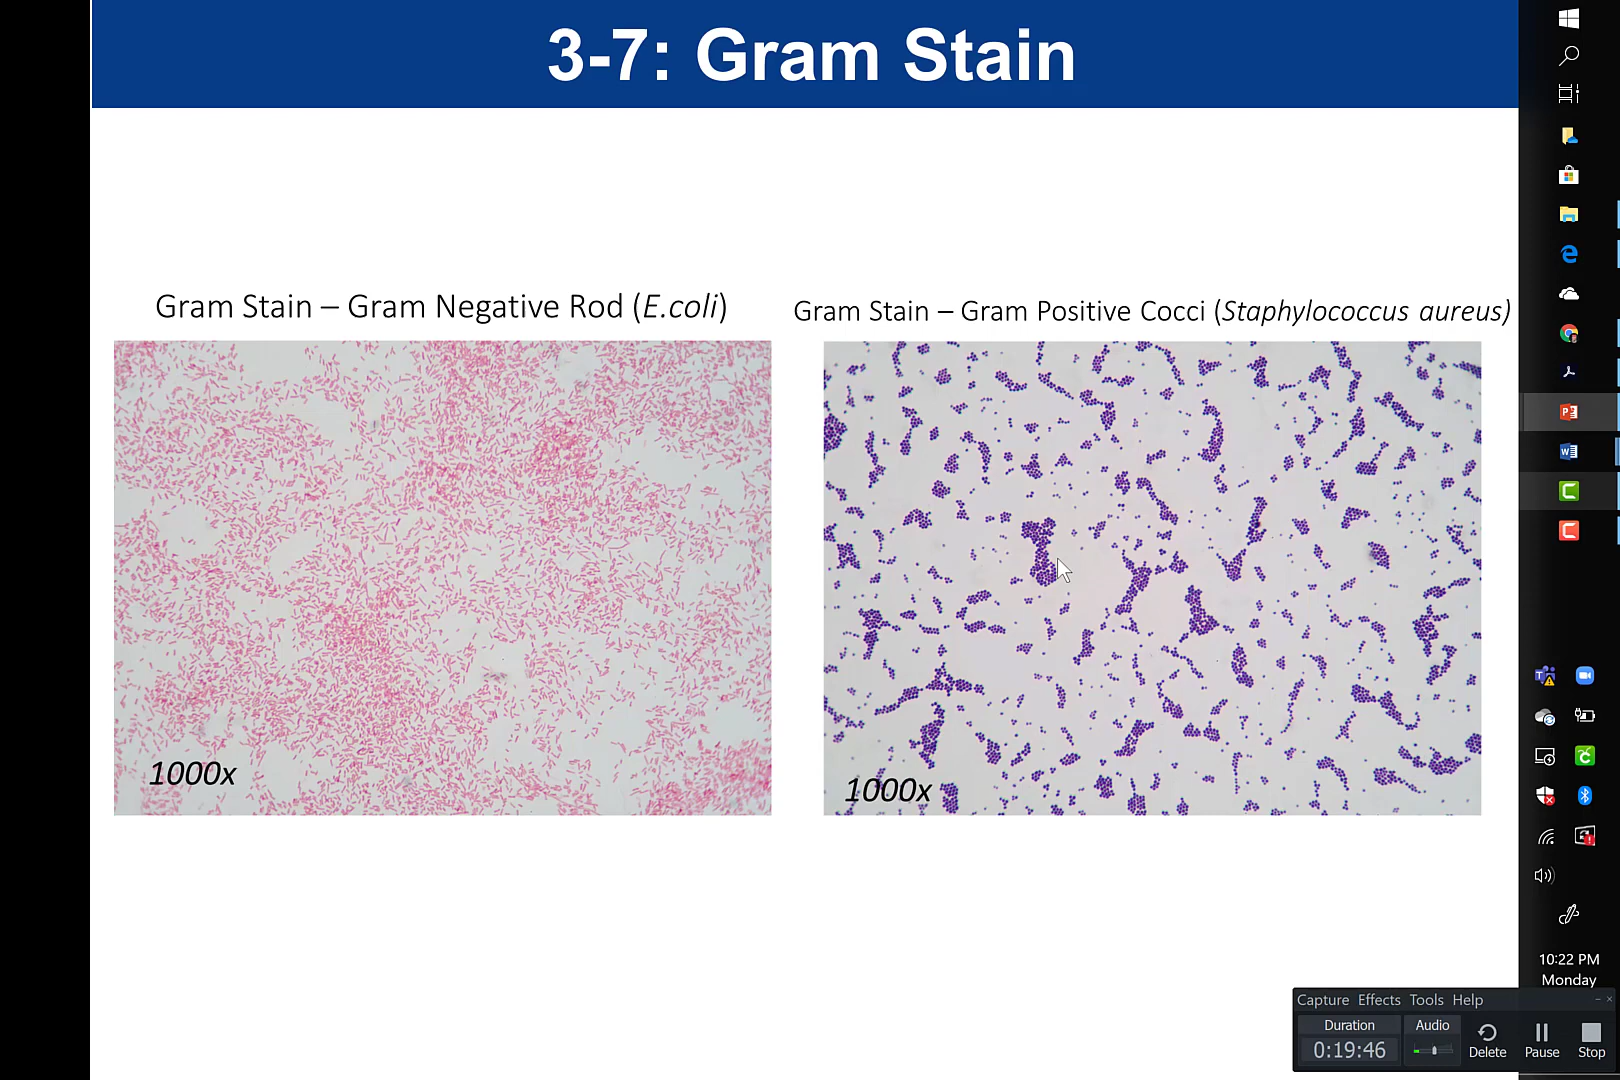 3-7: Gram Stain
Gram Stain – Gram Negative Rod (E.coli)
Gram Stain – Gram Positive Cocci (Staphylococcus aureus)
1000x
1000x
10:22 PM
Monday
Capture Effects Tools Help
Duration
Audio
0:19:46
Delete
Pause
Stop